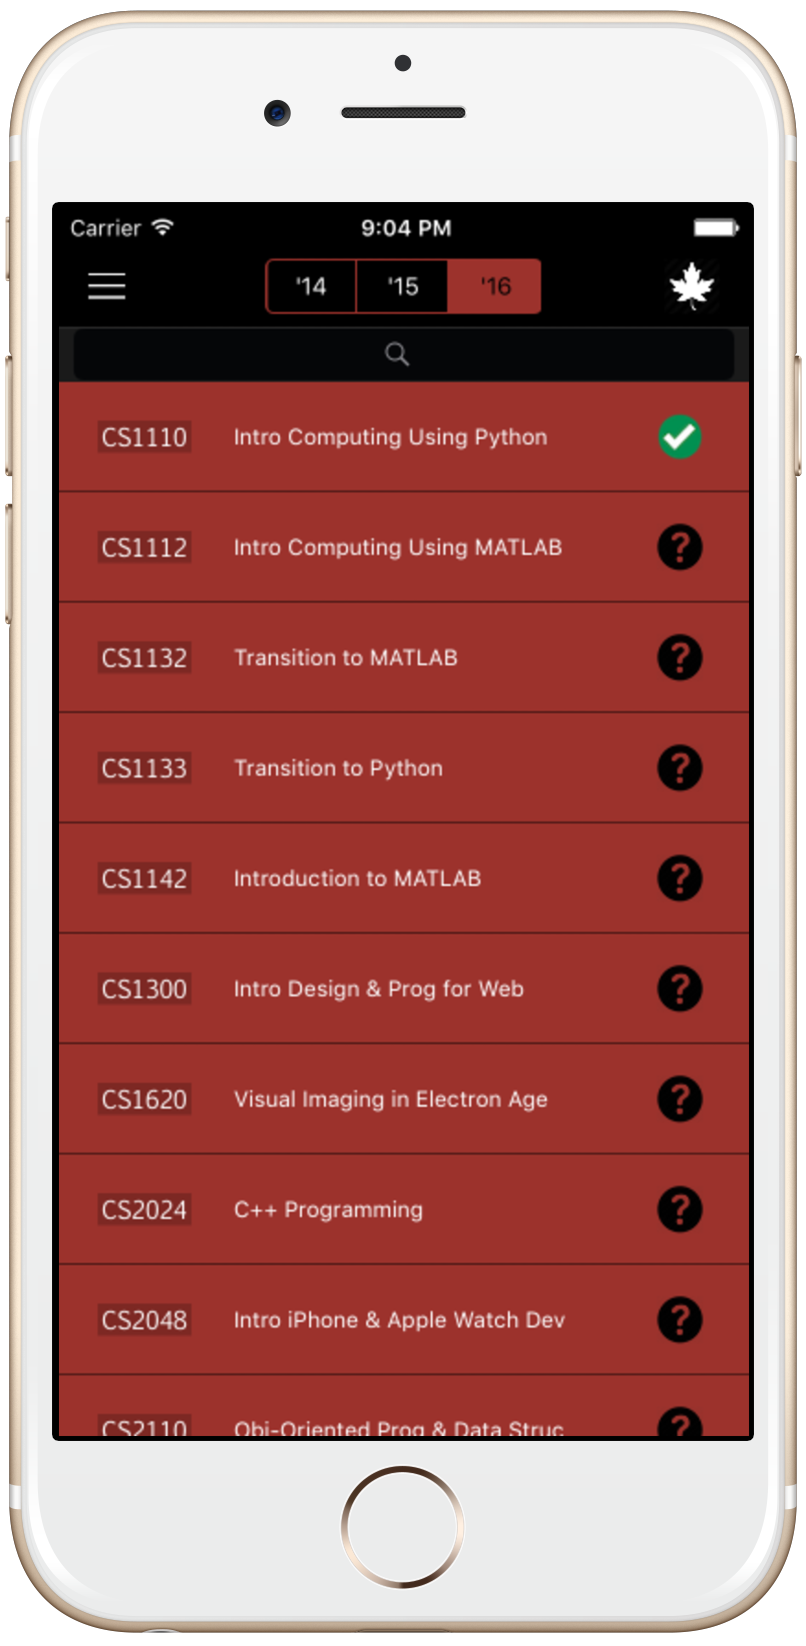 Carrier 9:04 PM
'14 '15 '16
CS1110 Intro Computing Using Python
CS1112 Intro Computing Using MATLAB
CS1132 Transition to MATLAB
CS1133 Transition to Python
CS1142 Introduction to MATLAB
CS1300 Intro Design & Prog for Web
CS1620 Visual Imaging in Electron Age
CS2024 C++ Programming
CS2048 Intro iPhone & Apple Watch Dev
CS2110 Obj-Oriented Prog & Data Struc